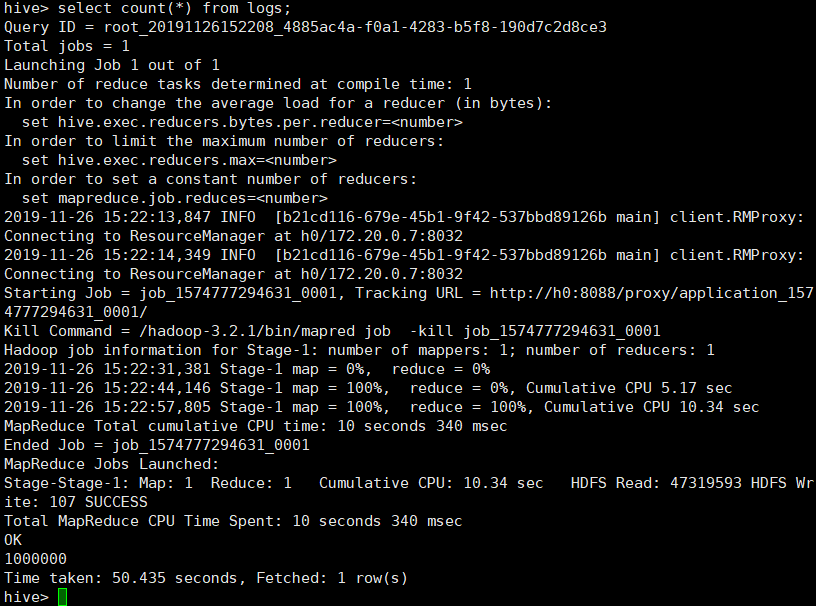 hive> select count(*) from logs;
Query ID = root_20191126152208_4885ac4a-f0a1-4283-b5f8-190d7c2d8ce3
Total jobs = 1
Launching Job 1 out of 1
Number of reduce tasks determined at compile time: 1
In order to change the average load for a reducer (in bytes):
  set hive.exec.reducers.bytes.per.reducer=<number>
In order to limit the maximum number of reducers:
  set hive.exec.reducers.max=<number>
In order to set a constant number of reducers:
  set mapreduce.job.reduces=<number>
2019-11-26 15:22:13,847 INFO  [b21cd116-679e-45b1-9f42-537bbd89126b main] client.RMProxy:
Connecting to ResourceManager at h0/172.20.0.7:8032
2019-11-26 15:22:14,349 INFO  [b21cd116-679e-45b1-9f42-537bbd89126b main] client.RMProxy:
Connecting to ResourceManager at h0/172.20.0.7:8032
Starting Job = job_1574777294631_0001, Tracking URL = http://h0:8088/proxy/application_157
4777294631_0001/
Kill Command = /hadoop-3.2.1/bin/mapred job  -kill job_1574777294631_0001
Hadoop job information for Stage-1: number of mappers: 1; number of reducers: 1
2019-11-26 15:22:31,381 Stage-1 map = 0%,  reduce = 0%
2019-11-26 15:22:44,146 Stage-1 map = 100%,  reduce = 0%, Cumulative CPU 5.17 sec
2019-11-26 15:22:57,805 Stage-1 map = 100%,  reduce = 100%, Cumulative CPU 10.34 sec
MapReduce Total cumulative CPU time: 10 seconds 340 msec
Ended Job = job_1574777294631_0001
MapReduce Jobs Launched:
Stage-Stage-1: Map: 1  Reduce: 1   Cumulative CPU: 10.34 sec   HDFS Read: 47319593 HDFS Wr
ite: 107 SUCCESS
Total MapReduce CPU Time Spent: 10 seconds 340 msec
OK
1000000
Time taken: 50.435 seconds, Fetched: 1 row(s)
hive>